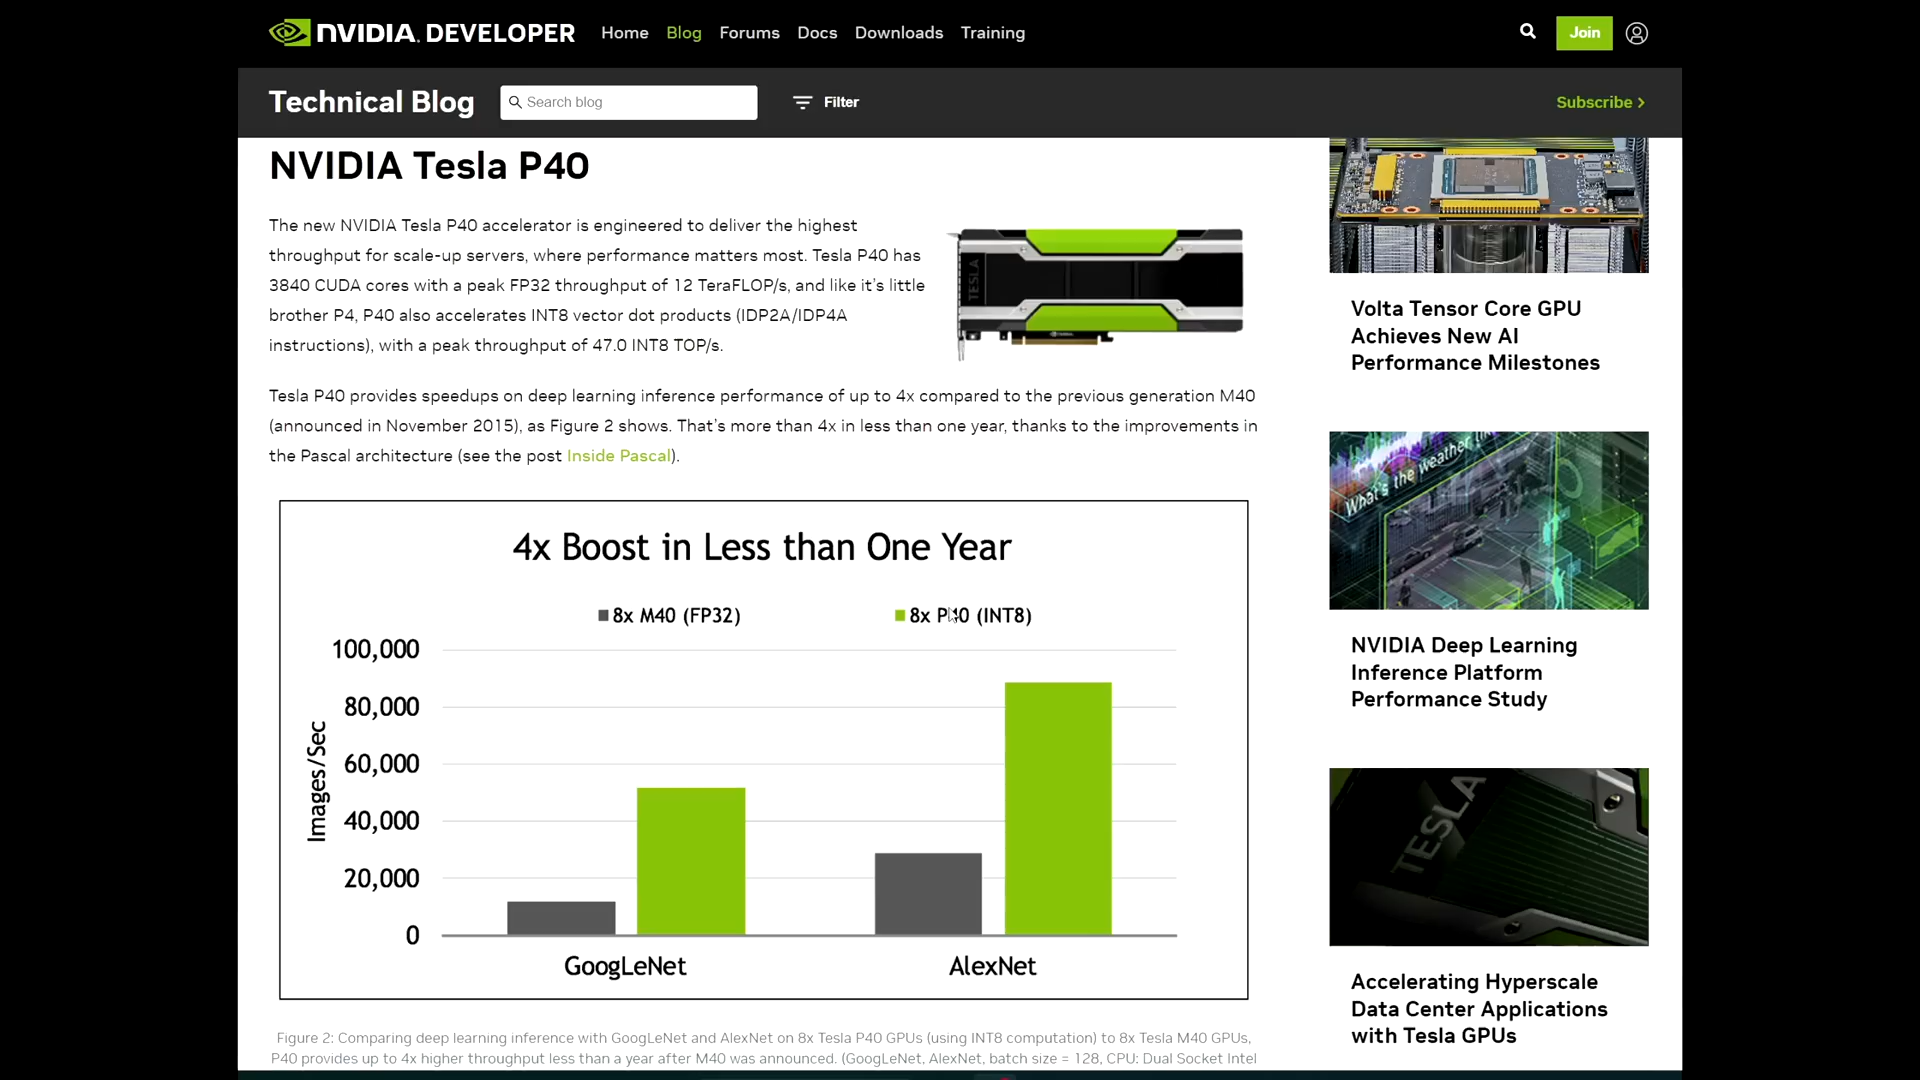 NVIDIA. DEVELOPER Home Blog Forums Docs Downloads Training Join
Technical Blog Search blog Filter Subscribe >
NVIDIA Tesla P40
The new NVIDIA Tesla P40 accelerator is engineered to deliver the highest
throughput for scale-up servers, where performance matters most. Tesla P40 has
3840 CUDA cores with a peak FP32 throughput of 12 TeraFLOP/s, and like it's little
brother P4, P40 also accelerates INT8 vector dot products (IDP2A/IDP4A
instructions), with a peak throughput of 47.0 INT8 TOP/s.
TESLA
Tesla P40 provides speedups on deep learning inference performance of up to 4x compared to the previous generation M40
(announced in November 2015), as Figure 2 shows. That's more than 4x in less than one year, thanks to the improvements in
the Pascal architecture (see the post Inside Pascal).
4x Boost in Less than One Year
8x M40 (FP32) 8x P40 (INT8)
100,000
80,000
60,000
40,000
20,000
0
Images/Sec
GoogLeNet AlexNet
Figure 2: Comparing deep learning inference with GoogLeNet and AlexNet on 8x Tesla P40 GPUs (using INT8 computation) to 8x Tesla M40 GPUs,
P40 provides up to 4x higher throughput less than a year after M40 was announced. (GoogLeNet, AlexNet, batch size = 128, CPU: Dual Socket Intel
Volta Tensor Core GPU
Achieves New AI
Performance Milestones
What's the weather like
NVIDIA Deep Learning
Inference Platform
Performance Study
TESLA
Accelerating Hyperscale
Data Center Applications
with Tesla GPUs